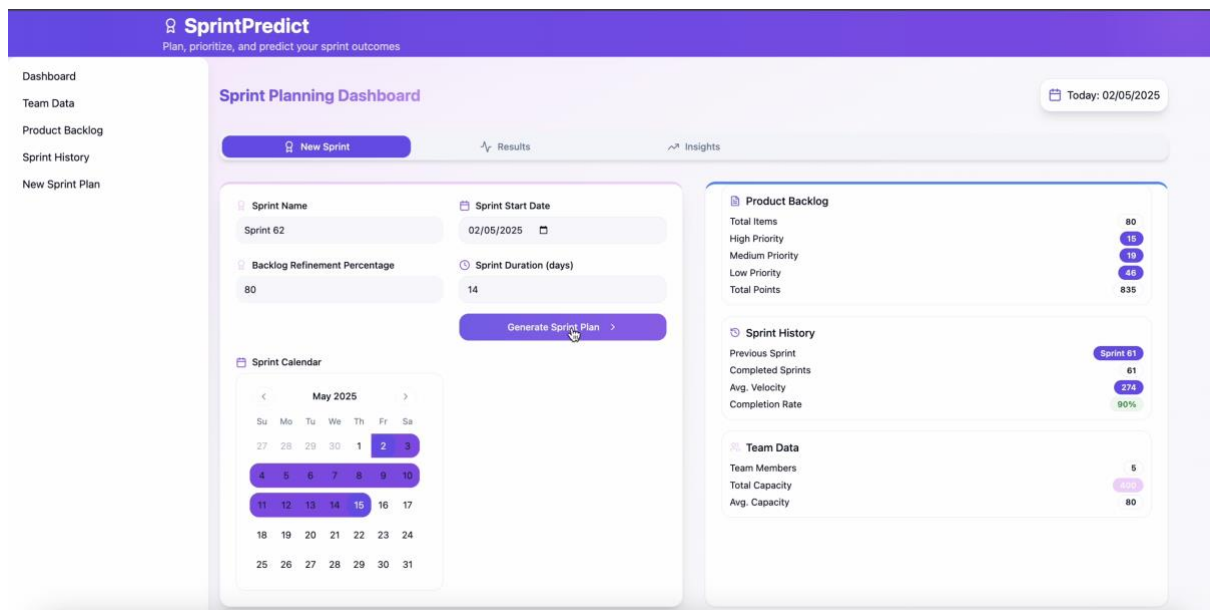 SprintPredict
Plan, prioritize, and predict your sprint outcomes
Dashboard
Team Data
Product Backlog
Sprint History
New Sprint Plan
Sprint Planning Dashboard
Today: 02/05/2025
New Sprint
Results
Insights
Sprint Name
Sprint Start Date
Sprint 62
02/05/2025
Backlog Refinement Percentage
Sprint Duration (days)
80
14
Generate Sprint Plan >
Sprint Calendar
< May 2025 >
Su Mo Tu We Th Fr Sa
27 28 29 30 1 2 3
4 5 6 7 8 9 10
11 12 13 14 15 16 17
18 19 20 21 22 23 24
25 26 27 28 29 30 31
Product Backlog
Total Items 80
High Priority 15
Medium Priority 19
Low Priority 46
Total Points 835
Sprint History
Previous Sprint Sprint 61
Completed Sprints 61
Avg. Velocity 274
Completion Rate 90%
Team Data
Team Members 5
Total Capacity 400
Avg. Capacity 80